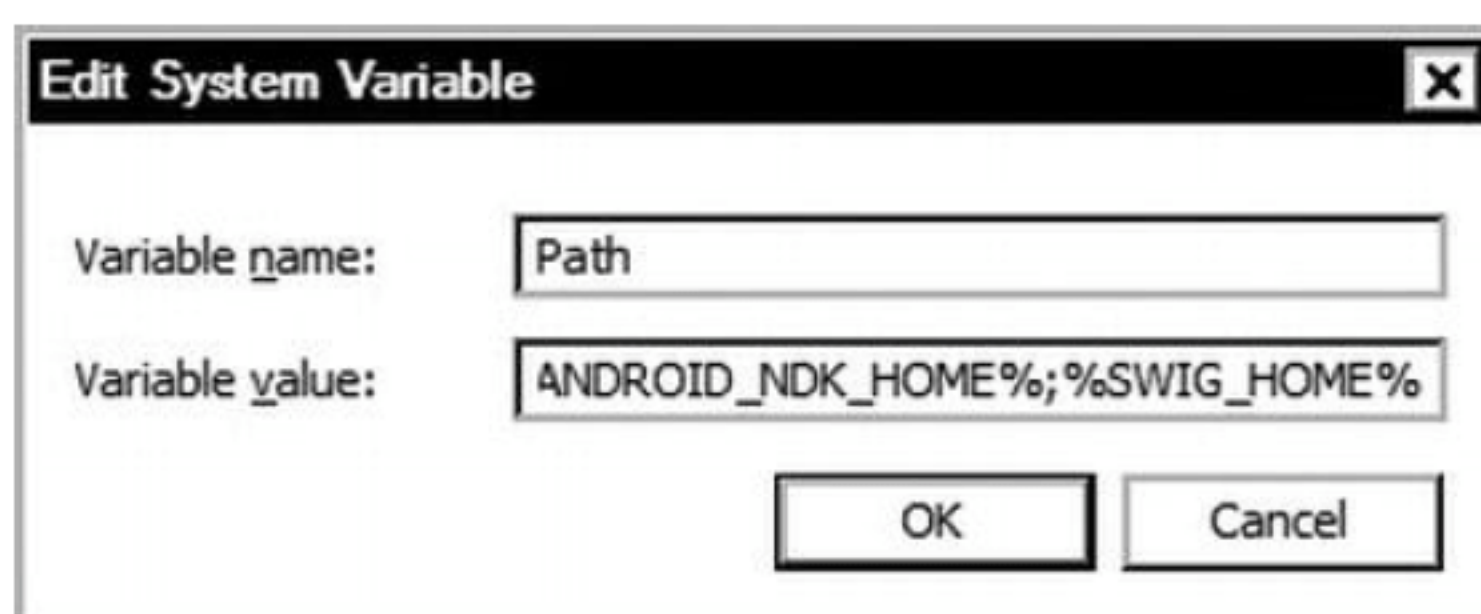 Edit System Variable
Variable name: Path
Variable value: ANDROID_NDK_HOME%;%SWIG_HOME%
OK Cancel